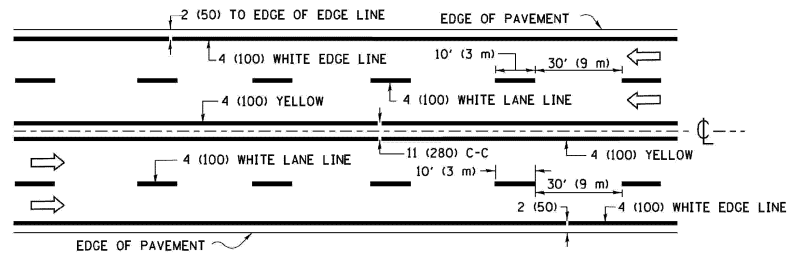 2 (50) TO EDGE OF EDGE LINE
EDGE OF PAVEMENT
4 (100) WHITE EDGE LINE
10' (3 m)
30' (9 m)
4 (100) YELLOW
4 (100) WHITE LANE LINE
℄
4 (100) WHITE LANE LINE
11 (280) C-C
4 (100) YELLOW
10' (3 m)
30' (9 m)
2 (50)
4 (100) WHITE EDGE LINE
EDGE OF PAVEMENT